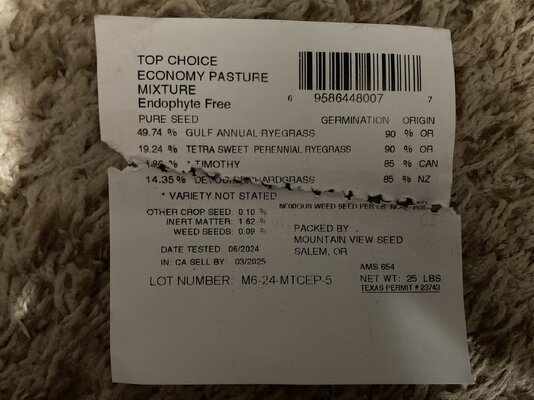 TOP CHOICE
ECONOMY PASTURE
MIXTURE
Endophyte Free
6 9586448007 7
PURE SEED GERMINATION ORIGIN
49.74 % GULF ANNUAL RYEGRASS 90 % OR
19.24 % TETRA SWEET PERENNIAL RYEGRASS 90 % OR
% * TIMOTHY 85 % CAN
14.35 % 85 % NZ
* VARIETY NOT STATED
NOXIOUS WEED SEED PER LB:
OTHER CROP SEED: 0.10 %
INERT MATTER: 1.62 %
WEED SEEDS: 0.09 %
PACKED BY:
MOUNTAIN VIEW SEED
SALEM, OR
DATE TESTED: 06/2024
IN: CA SELL BY: 03/2025
AMS 654
LOT NUMBER: M6-24-MTCEP-5
NET WT: 25 LBS
TEXAS PERMIT # 23743